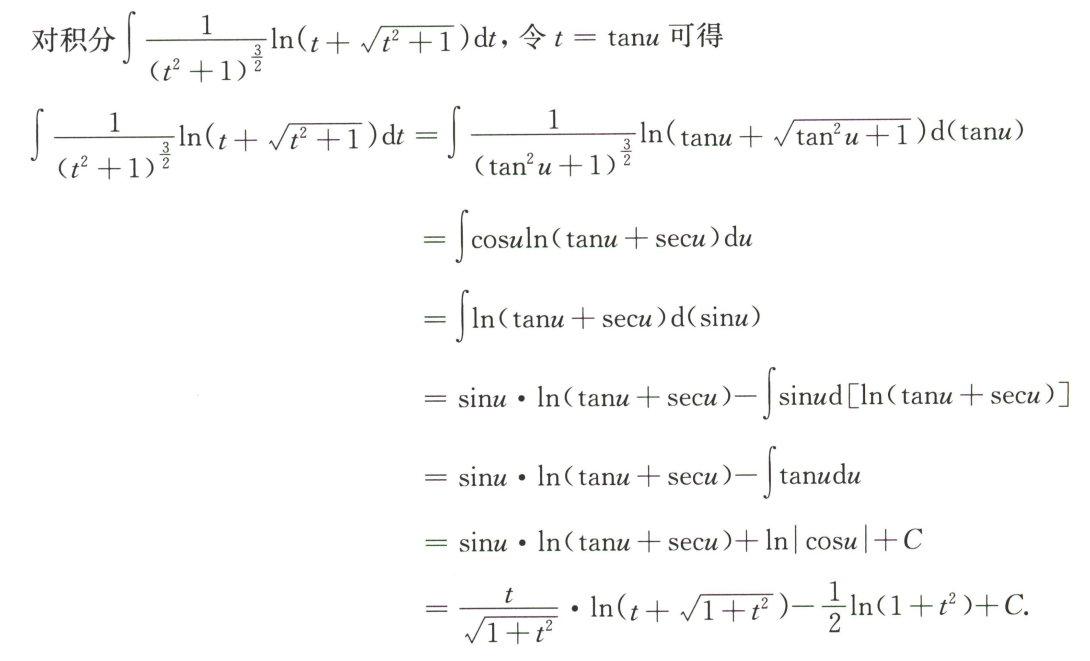 对积分∫ 1/(t² + 1)^(3/2) ln(t + √(t² + 1))dt, 令 t = tanu 可得
∫ 1/(t² + 1)^(3/2) ln(t + √(t² + 1))dt = ∫ 1/(tan²u + 1)^(3/2) ln(tanu + √(tan²u + 1))d(tanu)
= ∫cosuln(tanu + secu)du
= ∫ln(tanu + secu)d(sinu)
= sinu · ln(tanu + secu) − ∫sinud[ln(tanu + secu)]
= sinu · ln(tanu + secu) − ∫tanudu
= sinu · ln(tanu + secu) + ln|cosu| + C
= t/√(1 + t²) · ln(t + √(1 + t²)) − 1/2 ln(1 + t²) + C.